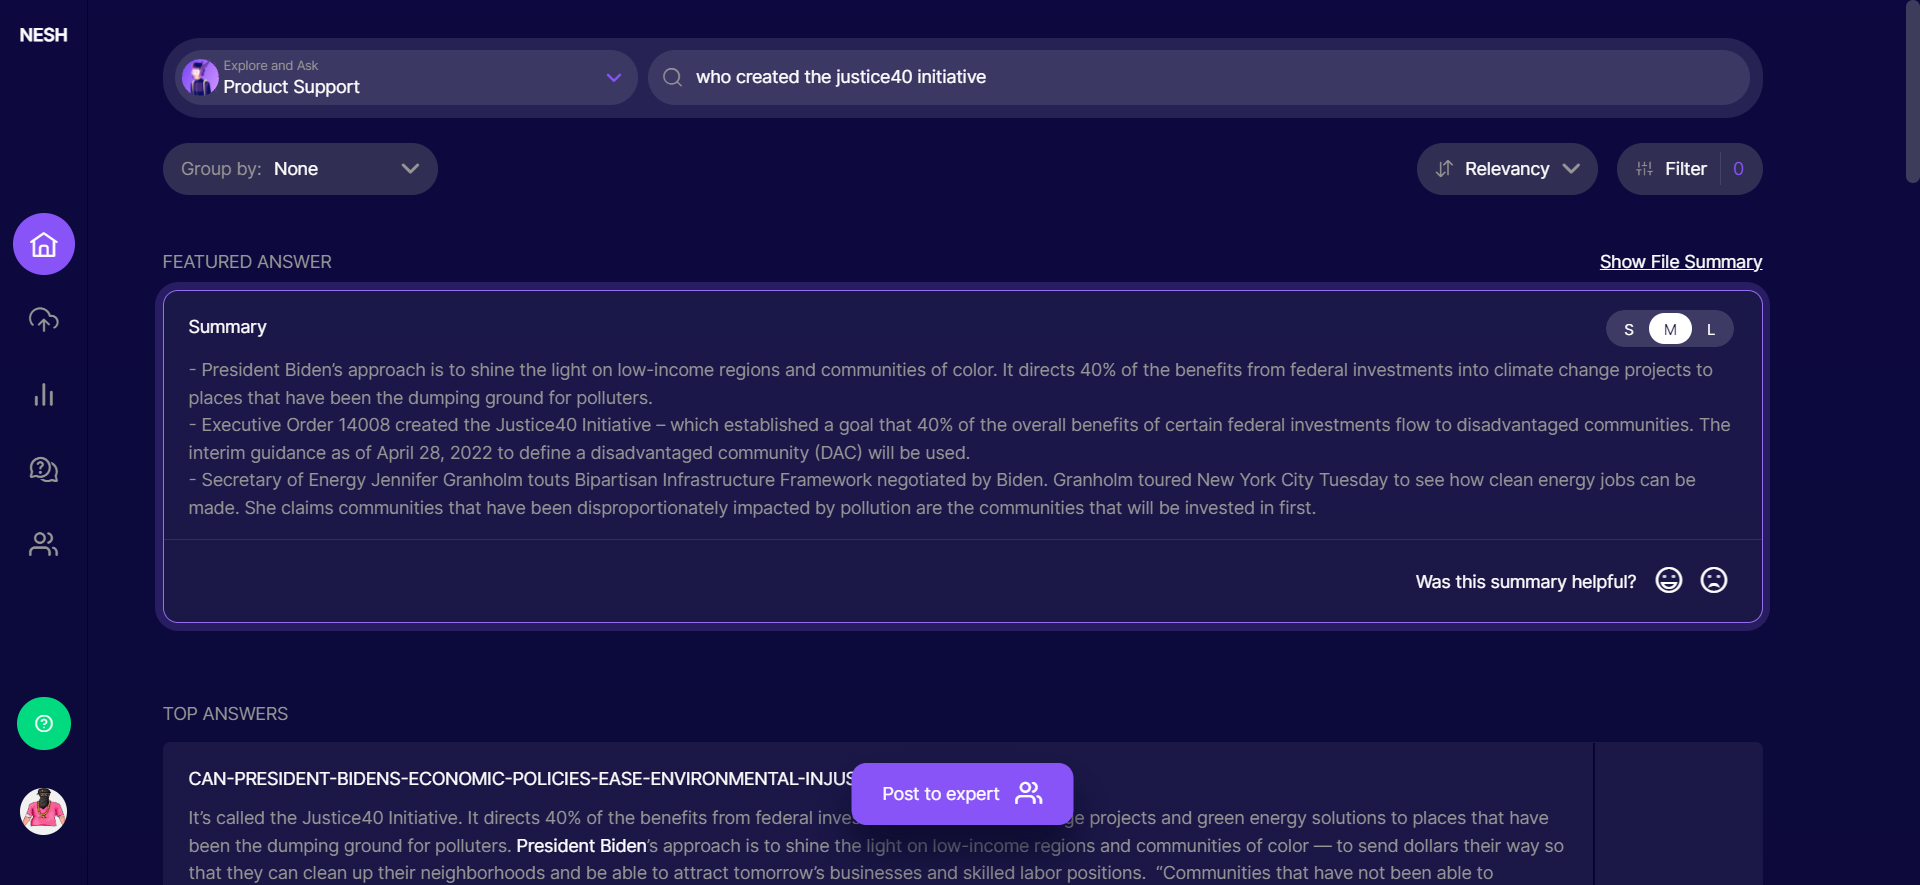 NESH
Explore and Ask
Product Support
who created the justice40 initiative
Group by: None
Relevancy
Filter 0
FEATURED ANSWER
Show File Summary
Summary
S M L
- President Biden’s approach is to shine the light on low-income regions and communities of color. It directs 40% of the benefits from federal investments into climate change projects to
places that have been the dumping ground for polluters.
- Executive Order 14008 created the Justice40 Initiative – which established a goal that 40% of the overall benefits of certain federal investments flow to disadvantaged communities. The
interim guidance as of April 28, 2022 to define a disadvantaged community (DAC) will be used.
- Secretary of Energy Jennifer Granholm touts Bipartisan Infrastructure Framework negotiated by Biden. Granholm toured New York City Tuesday to see how clean energy jobs can be
made. She claims communities that have been disproportionately impacted by pollution are the communities that will be invested in first.
Was this summary helpful?
TOP ANSWERS
CAN-PRESIDENT-BIDENS-ECONOMIC-POLICIES-EASE-ENVIRONMENTAL-INJUS
Post to expert
It’s called the Justice40 Initiative. It directs 40% of the benefits from federal inves ge projects and green energy solutions to places that have
been the dumping ground for polluters. President Biden’s approach is to shine the light on low-income regions and communities of color — to send dollars their way so
that they can clean up their neighborhoods and be able to attract tomorrow’s businesses and skilled labor positions. “Communities that have not been able to